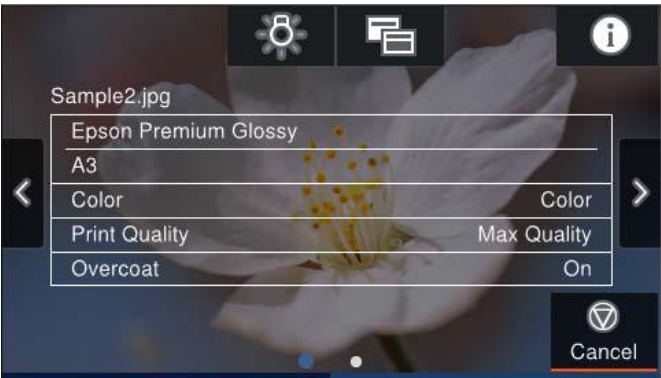 Sample2.jpg
Epson Premium Glossy
A3
Color Color
Print Quality Max Quality
Overcoat On
Cancel